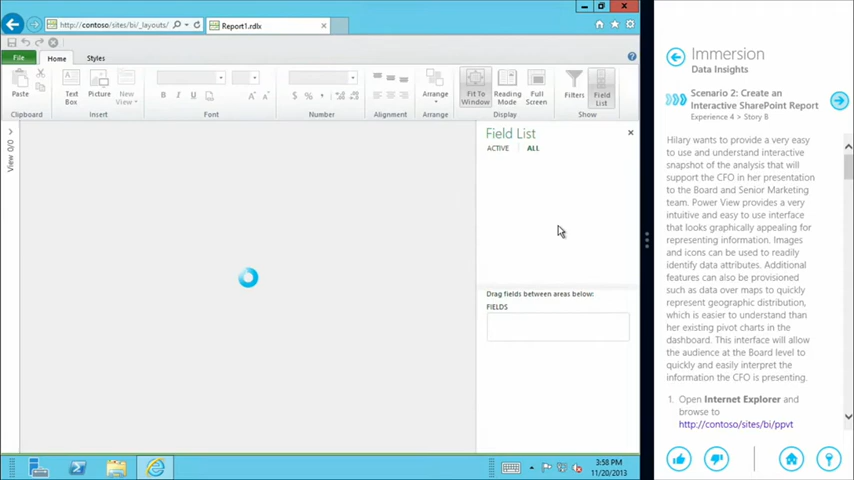 http://contoso/sites/bi/_layouts/
Report1.rdlx
File
Home
Styles
Paste
Text
Box
Picture
New
View
Arrange
Fit To
Window
Reading
Mode
Full
Screen
Filters
Field
List
Clipboard
Insert
Font
Number
Alignment
Arrange
Display
Show
View 0/0
Field List
ACTIVE
ALL
Drag fields between areas below:
FIELDS
3:58 PM
11/20/2013
Immersion
Data Insights
Scenario 2: Create an
Interactive SharePoint Report
Experience 4 > Story B
Hilary wants to provide a very easy
to use and understand interactive
snapshot of the analysis that will
support the CFO in her presentation
to the Board and Senior Marketing
team. Power View provides a very
intuitive and easy to use interface
that looks graphically appealing for
representing information. Images
and icons can be used to readily
identify data attributes. Additional
features can also be provisioned
such as data over maps to quickly
represent geographic distribution,
which is easier to understand than
her existing pivot charts in the
dashboard. This interface will allow
the audience at the Board level to
quickly and easily interpret the
information the CFO is presenting.
1. Open Internet Explorer and
browse to
http://contoso/sites/bi/ppvt